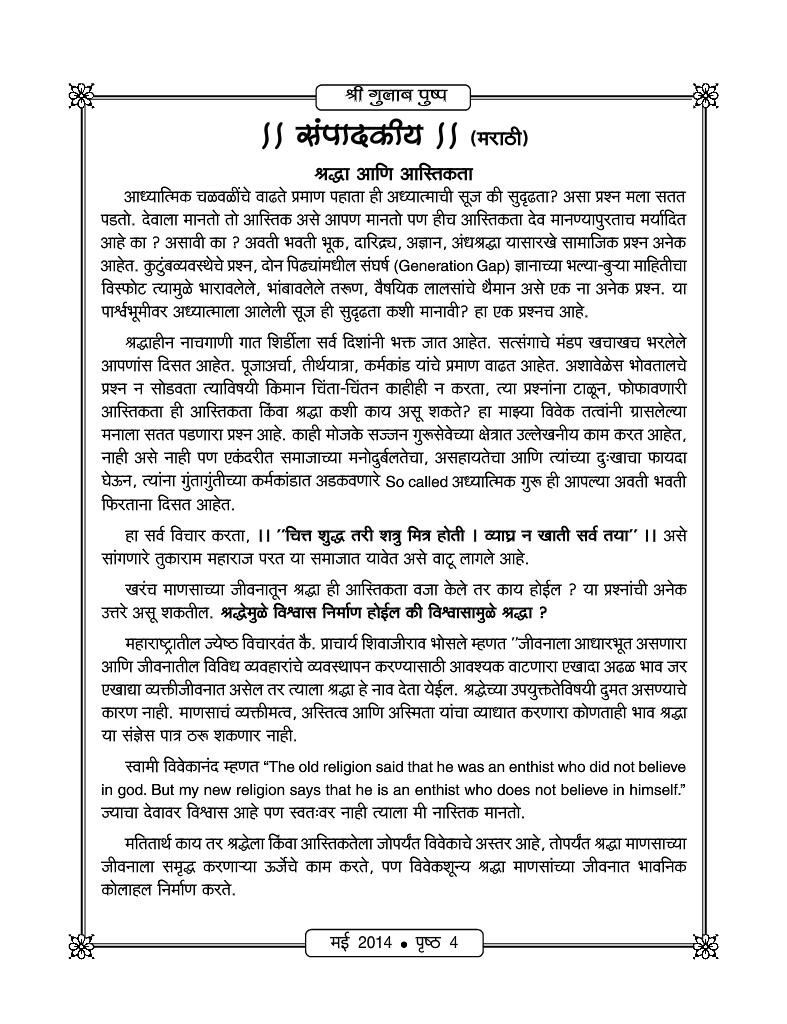 श्री गुलाब पुष्प
।। संपादकीय ।। (मराठी)
श्रद्धा आणि आस्तिकता
आध्यात्मिक चळवळींचे वाढते प्रमाण पहाता ही अध्यात्माची सूज की सुदृढता? असा प्रश्न मला सतत
पडतो. देवाला मानतो तो आस्तिक असे आपण मानतो पण हीच आस्तिकता देव मानण्यापुरताच मर्यादित
आहे का ? असावी का ? अवती भवती भूक, दारिद्र्य, अज्ञान, अंधश्रद्धा यासारखे सामाजिक प्रश्न अनेक
आहेत. कुटुंबव्यवस्थेचे प्रश्न, दोन पिढ्यांमधील संघर्ष (Generation Gap) ज्ञानाच्या भल्या-बुऱ्या माहितीचा
विस्फोट त्यामुळे भारावलेले, भांबावलेले तरूण, वैषयिक लालसांचे थैमान असे एक ना अनेक प्रश्न. या
पार्श्वभूमीवर अध्यात्माला आलेली सूज ही सुदृढता कशी मानावी? हा एक प्रश्नच आहे.
श्रद्धाहीन नाचगाणी गात शिर्डीला सर्व दिशांनी भक्त जात आहेत. सत्संगाचे मंडप खचाखच भरलेले
आपणांस दिसत आहेत. पूजाअर्चा, तीर्थयात्रा, कर्मकांड यांचे प्रमाण वाढत आहेत. अशावेळेस भोवतालचे
प्रश्न न सोडवता त्याविषयी किमान चिंता-चिंतन काहीही न करता, त्या प्रश्नांना टाळून, फोफावणारी
आस्तिकता ही आस्तिकता किंवा श्रद्धा कशी काय असू शकते? हा माझ्या विवेक तत्वांनी ग्रासलेल्या
मनाला सतत पडणारा प्रश्न आहे. काही मोजके सज्जन गुरूसेवेच्या क्षेत्रात उल्लेखनीय काम करत आहेत,
नाही असे नाही पण एकंदरीत समाजाच्या मनोदुर्बलतेचा, असहायतेचा आणि त्यांच्या दुःखाचा फायदा
घेऊन, त्यांना गुंतागुंतीच्या कर्मकांडात अडकवणारे So called अध्यात्मिक गुरू ही आपल्या अवती भवती
फिरताना दिसत आहेत.
हा सर्व विचार करता, ।। ''चित्त शुद्ध तरी शत्रु मित्र होती । व्याघ्र न खाती सर्व तया'' ।। असे
सांगणारे तुकाराम महाराज परत या समाजात यावेत असे वाटू लागले आहे.
खरंच माणसाच्या जीवनातून श्रद्धा ही आस्तिकता वजा केले तर काय होईल ? या प्रश्नांची अनेक
उत्तरे असू शकतील. श्रद्धेमुळे विश्वास निर्माण होईल की विश्वासामुळे श्रद्धा ?
महाराष्ट्रातील ज्येष्ठ विचारवंत कै. प्राचार्य शिवाजीराव भोसले म्हणत ''जीवनाला आधारभूत असणारा
आणि जीवनातील विविध व्यवहारांचे व्यवस्थापन करण्यासाठी आवश्यक वाटणारा एखादा अढळ भाव जर
एखाद्या व्यक्तीजीवनात असेल तर त्याला श्रद्धा हे नाव देता येईल. श्रद्धेच्या उपयुक्ततेविषयी दुमत असण्याचे
कारण नाही. माणसाचं व्यक्तीमत्व, अस्तित्व आणि अस्मिता यांचा व्याधात करणारा कोणताही भाव श्रद्धा
या संज्ञेस पात्र ठरू शकणार नाही.
स्वामी विवेकानंद म्हणत “The old religion said that he was an enthist who did not believe
in god. But my new religion says that he is an enthist who does not believe in himself.”
ज्याचा देवावर विश्वास आहे पण स्वतःवर नाही त्याला मी नास्तिक मानतो.
मतितार्थ काय तर श्रद्धेला किंवा आस्तिकतेला जोपर्यंत विवेकाचे अस्तर आहे, तोपर्यंत श्रद्धा माणसाच्या
जीवनाला समृद्ध करणाऱ्या ऊर्जेचे काम करते, पण विवेकशून्य श्रद्धा माणसांच्या जीवनात भावनिक
कोलाहल निर्माण करते.
मई 2014 ● पृष्ठ 4